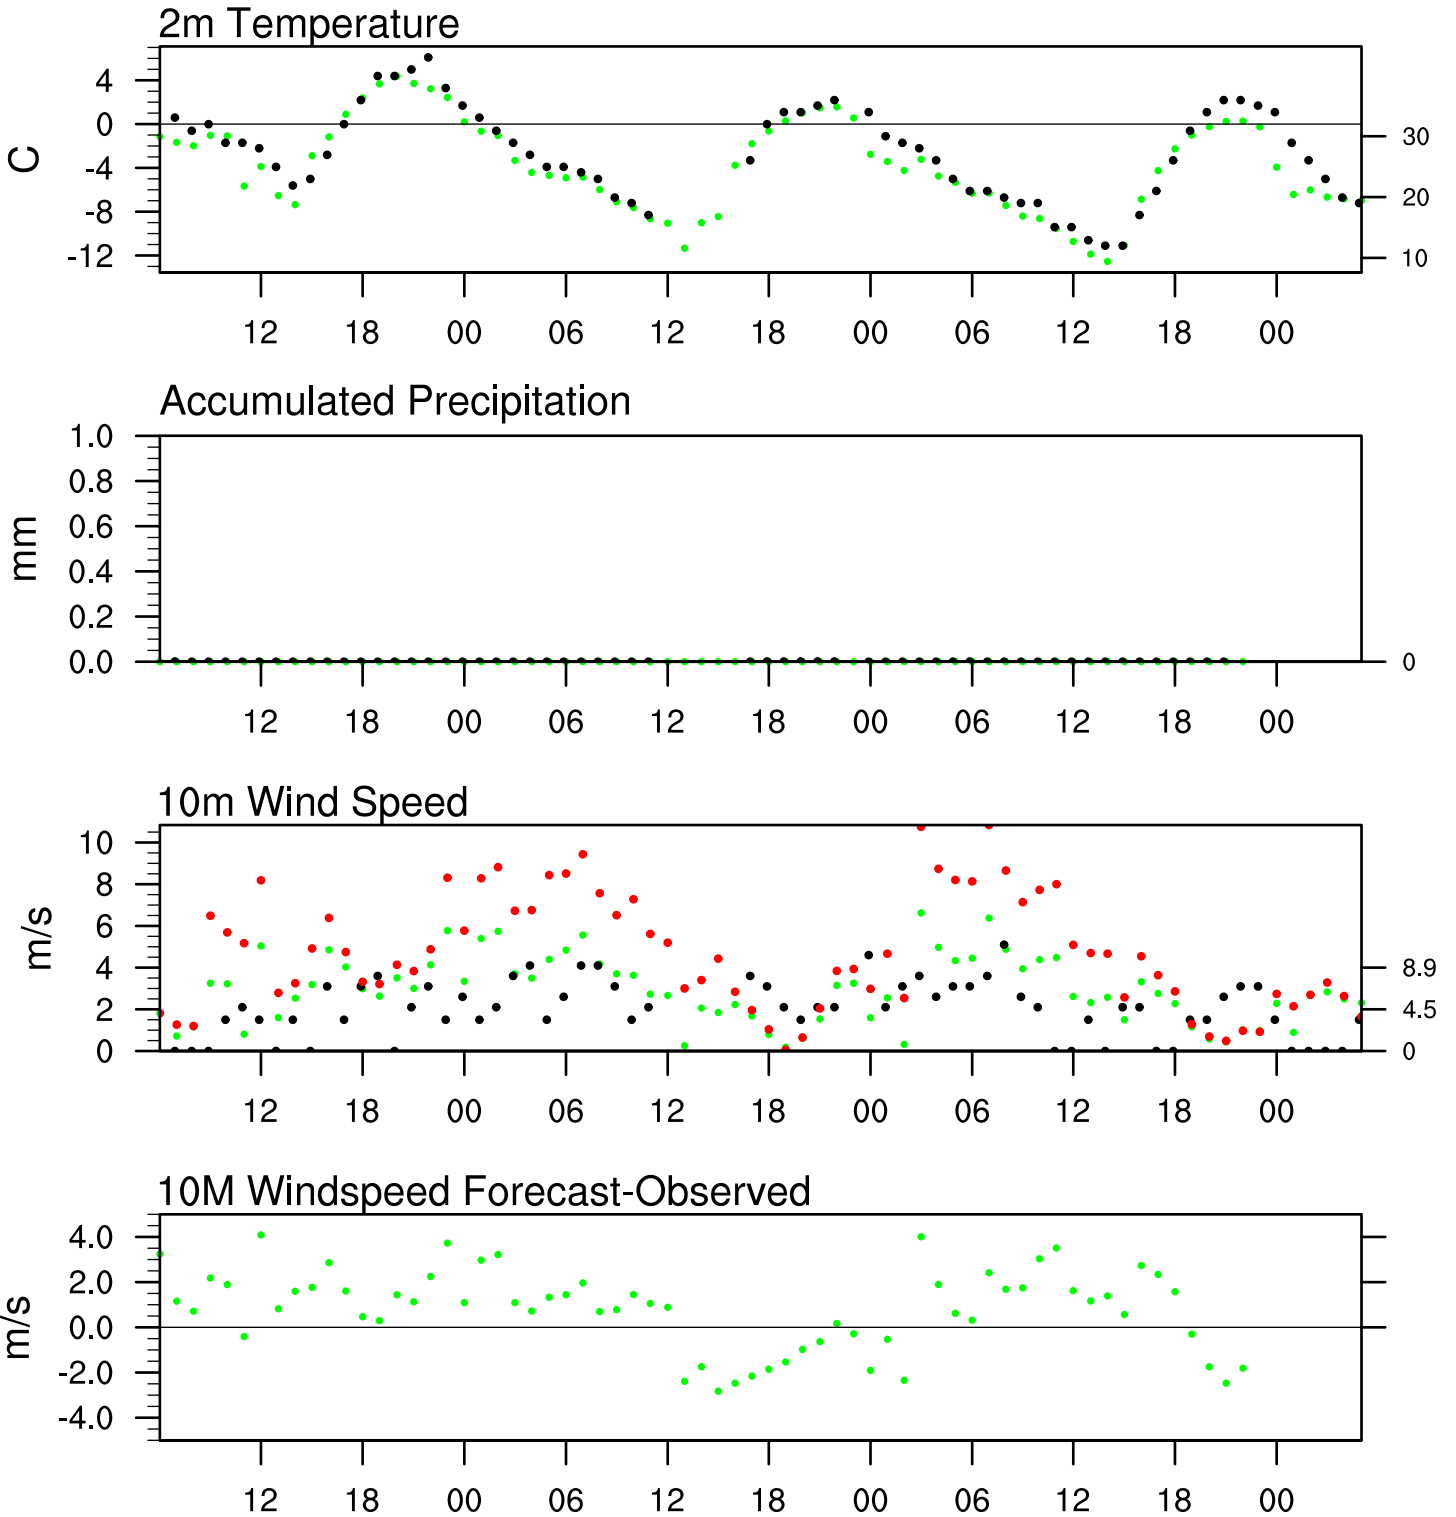 2m Temperature
4
0
-4
-8
-12
C
30
20
10
12 18 00 06 12 18 00 06 12 18 00
Accumulated Precipitation
1.0
0.8
0.6
0.4
0.2
0.0
mm
0
12 18 00 06 12 18 00 06 12 18 00
10m Wind Speed
10
8
6
4
2
0
m/s
8.9
4.5
0
12 18 00 06 12 18 00 06 12 18 00
10M Windspeed Forecast-Observed
4.0
2.0
0.0
-2.0
-4.0
m/s
12 18 00 06 12 18 00 06 12 18 00